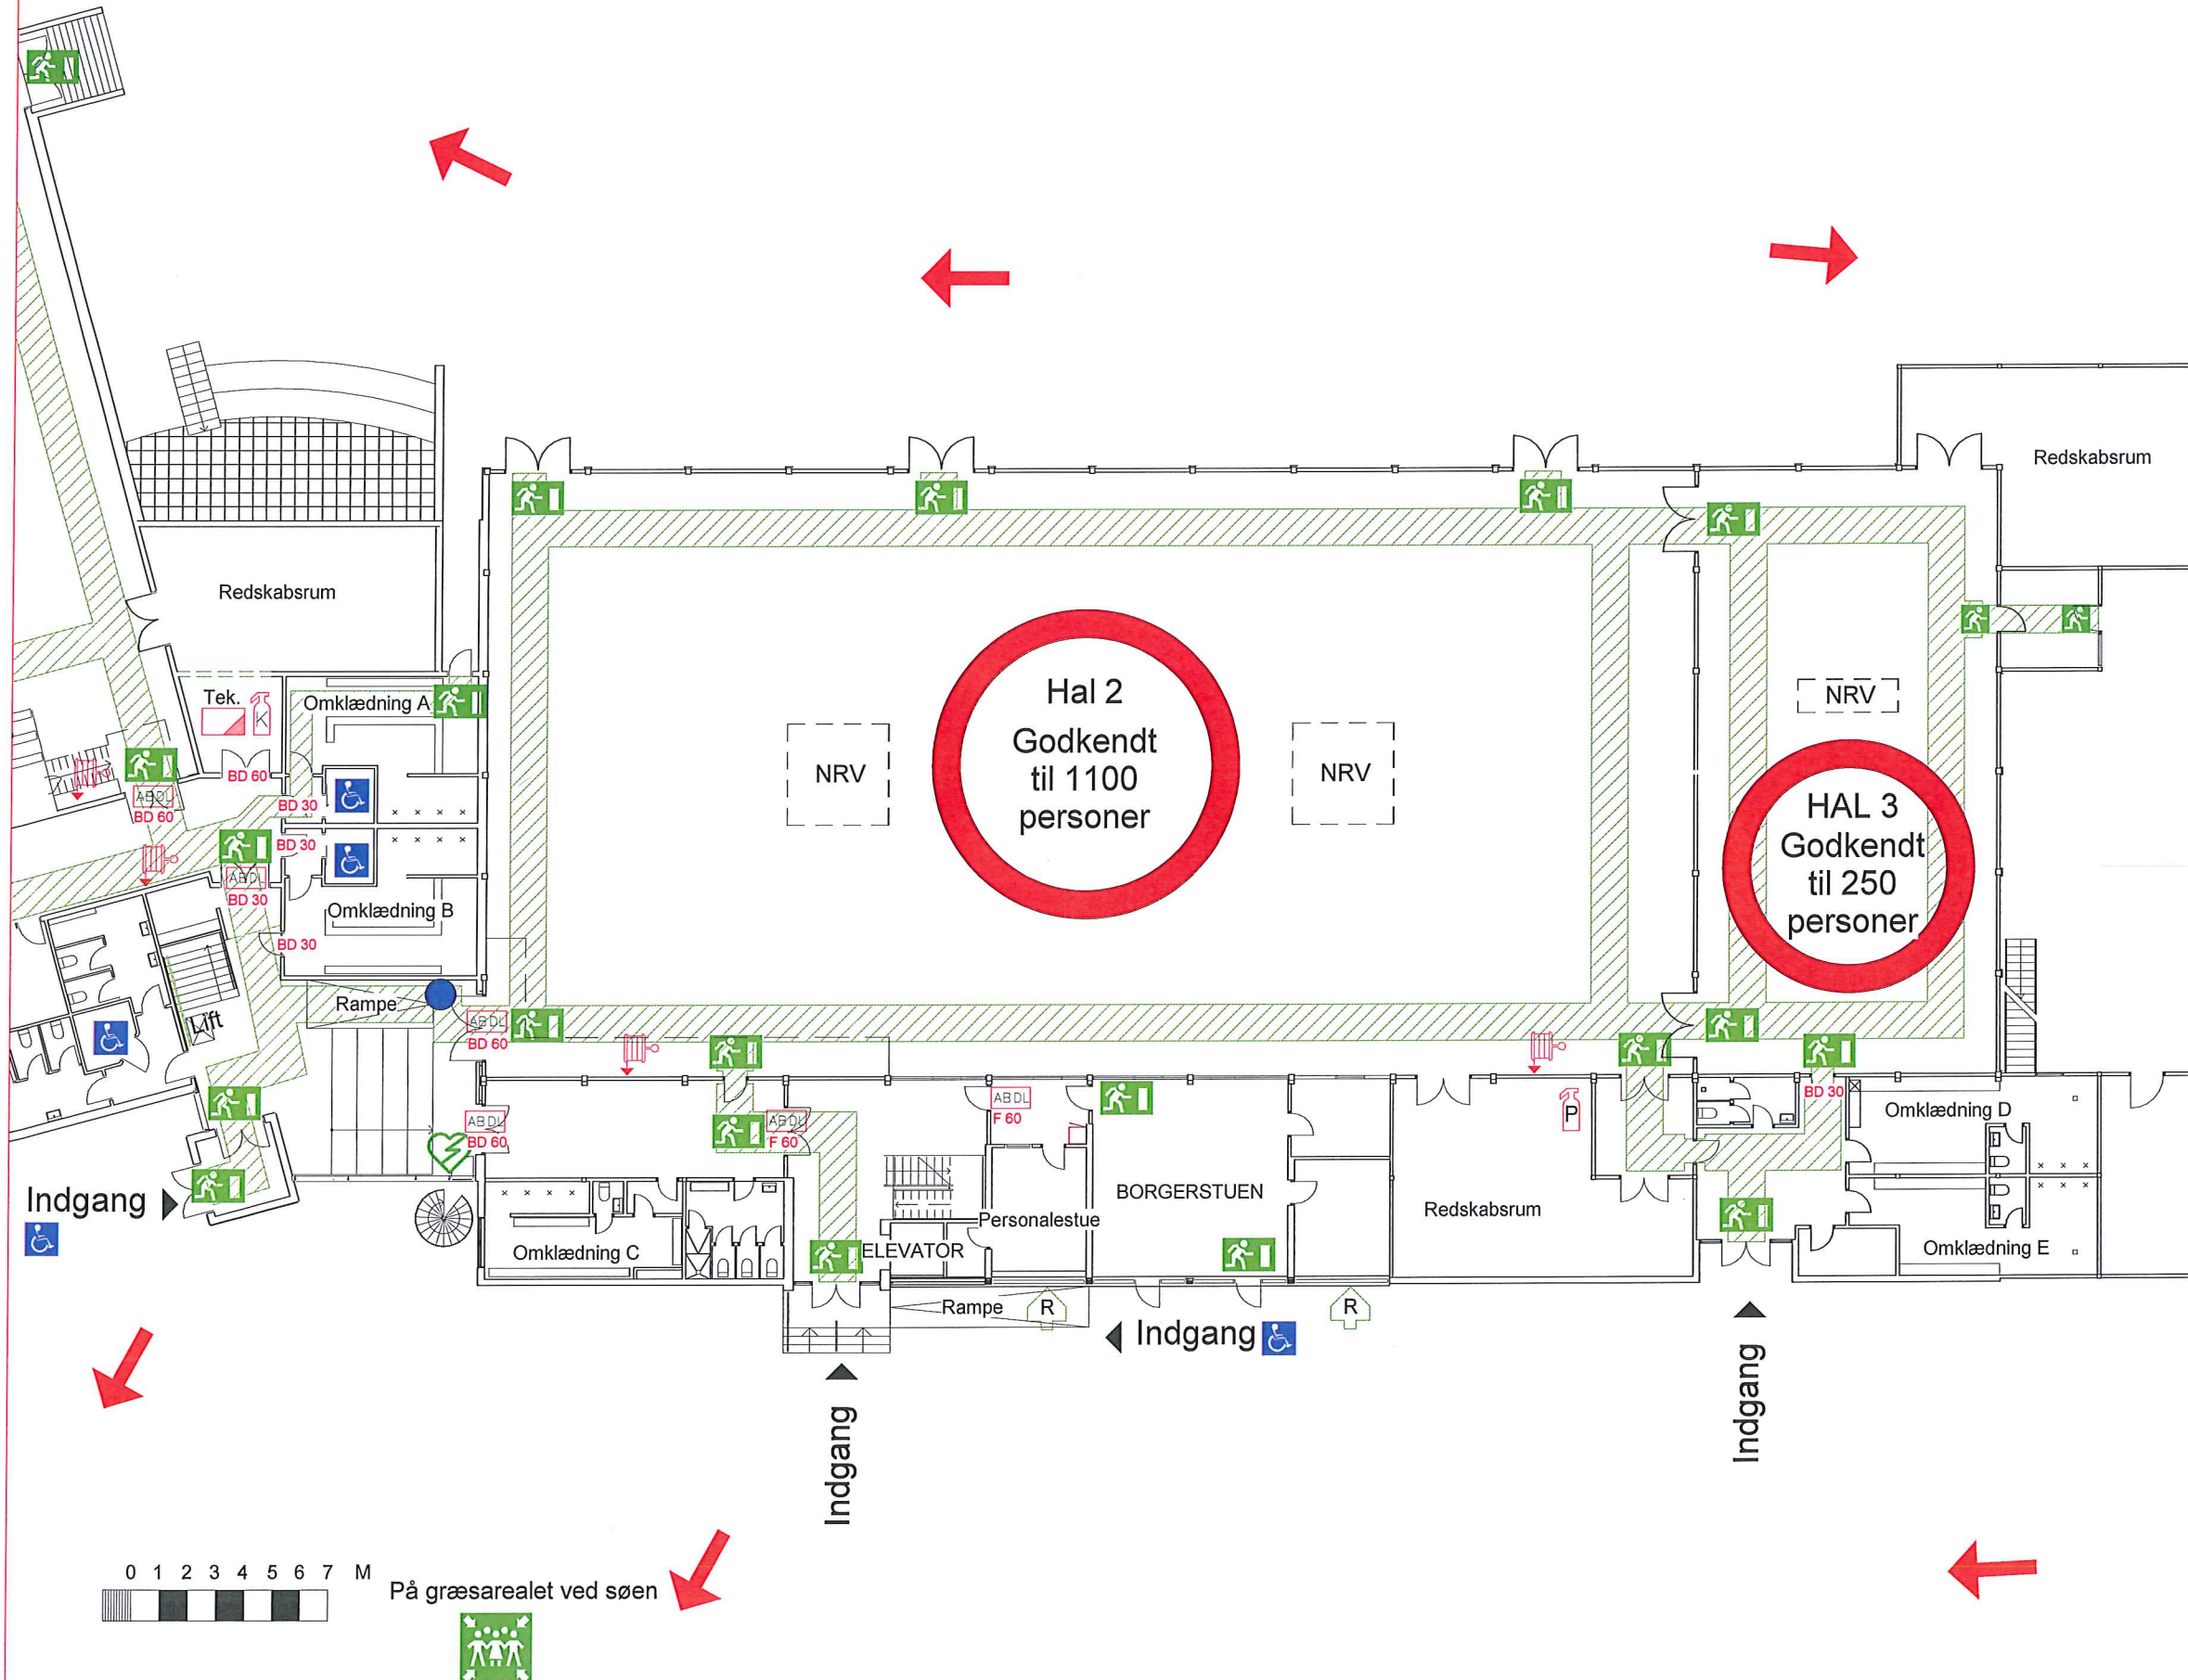 Redskabsrum
Redskabsrum
Tek.
K
Omklædning A
BD 60
BD 30
ABDL
BD 60
BD 30
ABDL
BD 30
Omklædning B
BD 30
Rampe
Lift
ABDL
BD 60
NRV
Hal 2
Godkendt
til 1100
personer
NRV
NRV
HAL 3
Godkendt
til 250
personer
ABDL
BD 60
ABDL
F 60
ABDL
F 60
P
BD 30
Omklædning D
Indgang
Omklædning C
ELEVATOR
Personalestue
BORGERSTUEN
Redskabsrum
Omklædning E
Rampe
R
R
Indgang
Indgang
Indgang
0 1 2 3 4 5 6 7 M
På græsarealet ved søen